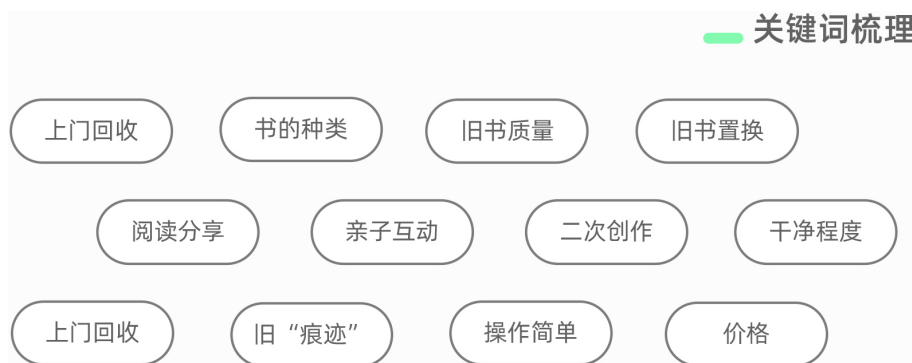 关键词梳理
上门回收 书的种类 旧书质量 旧书置换
阅读分享 亲子互动 二次创作 干净程度
上门回收 旧“痕迹” 操作简单 价格